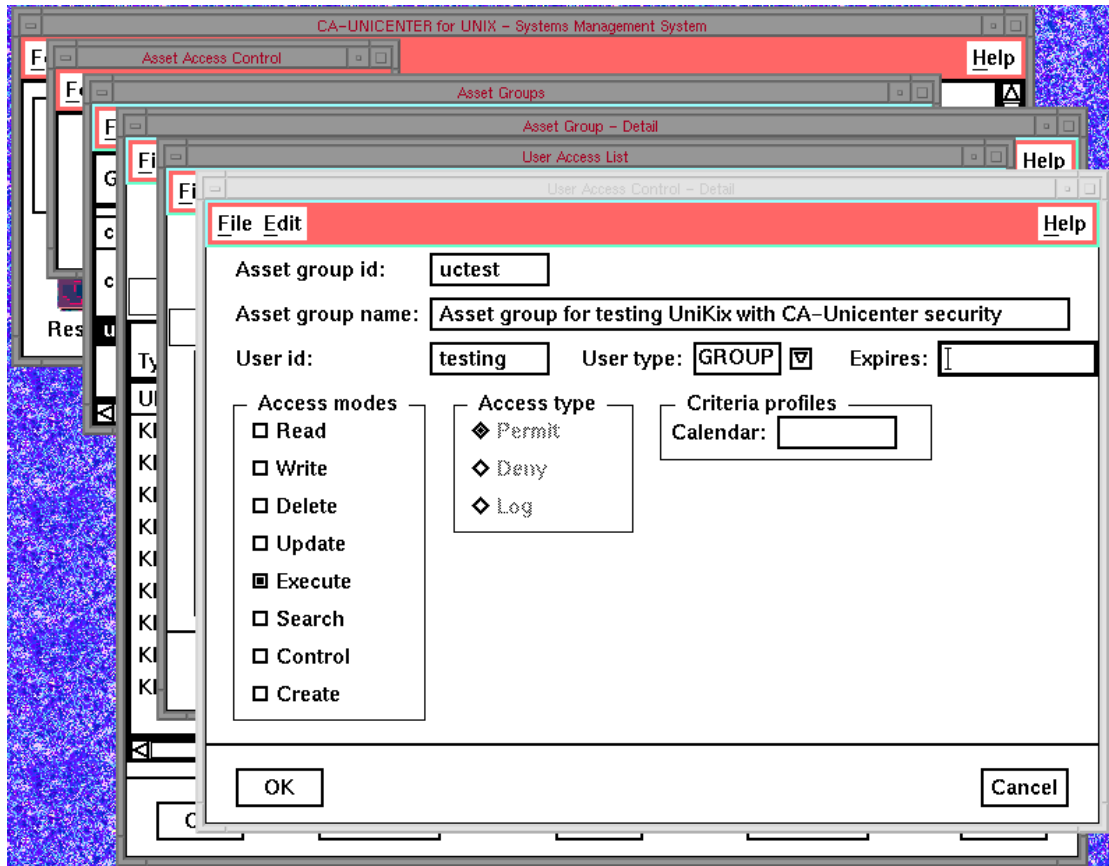 CA-UNICENTER for UNIX - Systems Management System
Help
Asset Access Control
Asset Groups
Asset Group - Detail
Help
User Access List
User Access Control - Detail
File Edit Help
Asset group id: uctest
Asset group name: Asset group for testing UniKix with CA-Unicenter security
User id: testing User type: GROUP Expires:
Access modes Access type Criteria profiles
Read Permit Calendar:
Write Deny
Delete Log
Update
Execute
Search
Control
Create
OK Cancel